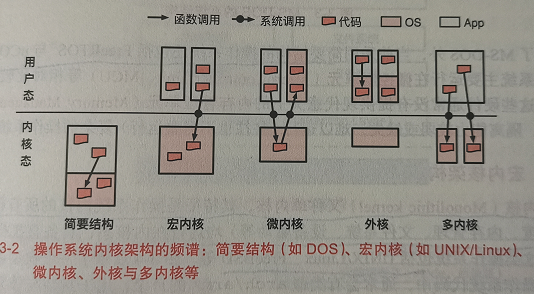 函数调用 系统调用 代码 OS App
用户态
内核态
简要结构 宏内核 微内核 外核 多内核
3-2 操作系统内核架构的频谱：简要结构（如 DOS）、宏内核（如 UNIX/Linux）、
微内核、外核与多内核等